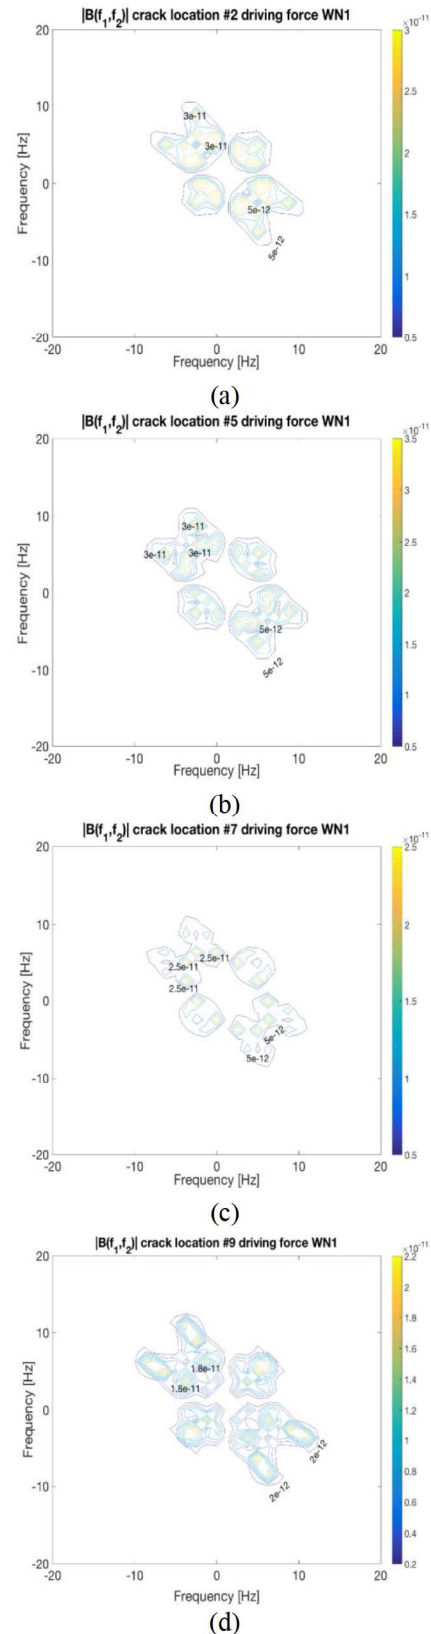 |B(f1,f2)| crack location #2 driving force WN1
×10-11
20
3
10
3e-11
2.5
3e-11
2
0
5e-12
1.5
-10
5e-12
1
-20
0.5
-20 -10 0 10 20
Frequency [Hz]
Frequency [Hz]
(a)
|B(f1,f2)| crack location #5 driving force WN1
×10-11
20
3.5
3
10
3e-11
3e-11
3e-11
2.5
0
2
5e-12
1.5
-10
5e-12
1
-20
0.5
-20 -10 0 10 20
Frequency [Hz]
Frequency [Hz]
(b)
|B(f1,f2)| crack location #7 driving force WN1
×10-11
20
2.5
10
2
2.5e-11
2.5e-11
2.5e-11
0
1.5
5e-12
5e-12
-10
1
-20
0.5
-20 -10 0 10 20
Frequency [Hz]
Frequency [Hz]
(c)
|B(f1,f2)| crack location #9 driving force WN1
×10-11
20
2.2
2
1.8
10
1.6
1.8e-11
1.4
1.8e-11
0
1.2
1
2e-12
0.8
-10
2e-12
0.6
0.4
-20
0.2
-20 -10 0 10 20
Frequency [Hz]
Frequency [Hz]
(d)